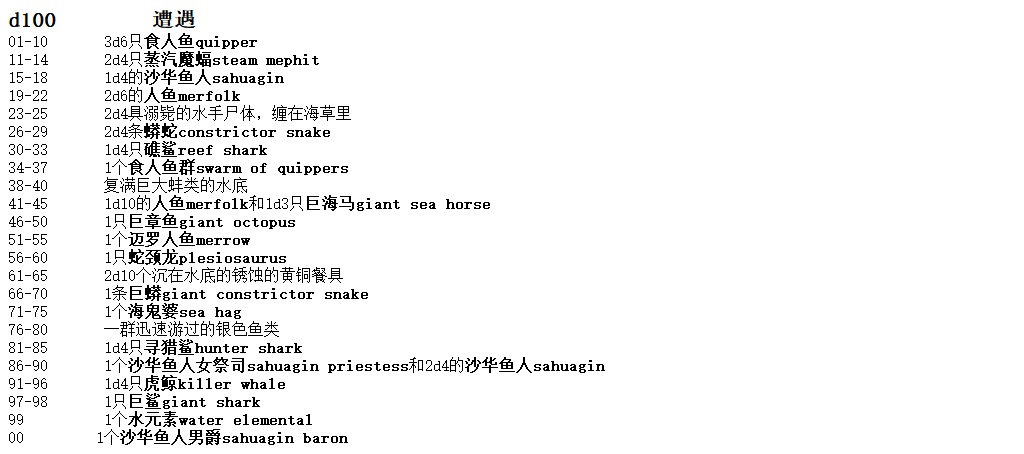 d100 遭遇
01-10 3d6只食人鱼quipper
11-14 2d4只蒸汽魔蝠steam mephit
15-18 1d4的沙华鱼人sahuagin
19-22 2d6的人鱼merfolk
23-25 2d4具溺毙的水手尸体，缠在海草里
26-29 2d4条蟒蛇constrictor snake
30-33 1d4只礁鲨reef shark
34-37 1个食人鱼群swarm of quippers
38-40 复满巨大蚌类的水底
41-45 1d10的人鱼merfolk和1d3只巨海马giant sea horse
46-50 1只巨章鱼giant octopus
51-55 1个迈罗人鱼merrow
56-60 1只蛇颈龙plesiosaurus
61-65 2d10个沉在水底的锈蚀的黄铜餐具
66-70 1条巨蟒giant constrictor snake
71-75 1个海鬼婆sea hag
76-80 一群迅速游过的银色鱼类
81-85 1d4只寻猎鲨hunter shark
86-90 1个沙华鱼人女祭司sahuagin priestess和2d4的沙华鱼人sahuagin
91-96 1d4只虎鲸killer whale
97-98 1只巨鲨giant shark
99 1个水元素water elemental
00 1个沙华鱼人男爵sahuagin baron